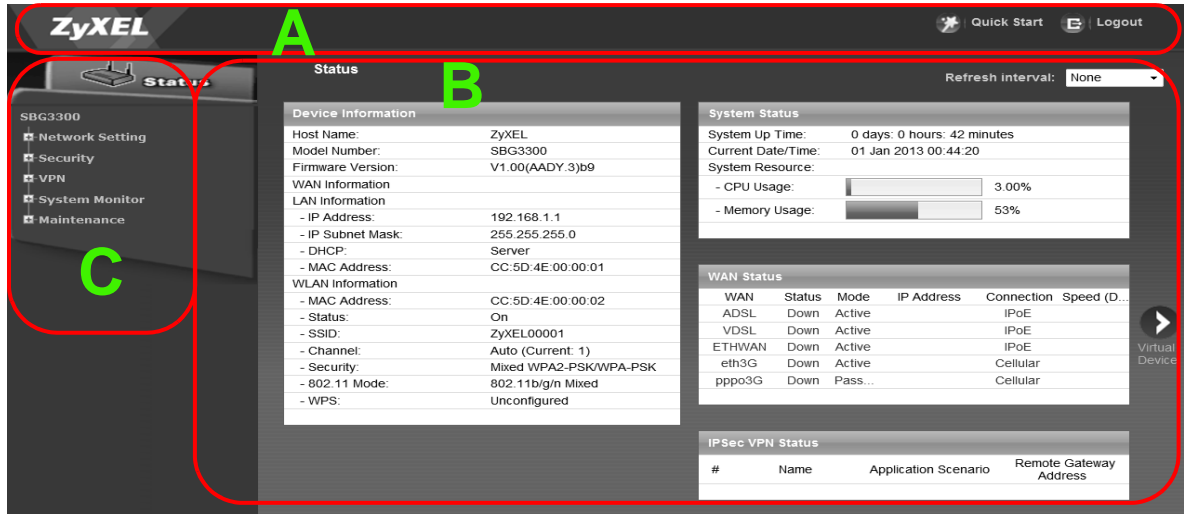 ZyXEL
A
Quick Start
Logout
Status
Status
B
Refresh interval: None
SBG3300
Network Setting
Security
VPN
System Monitor
Maintenance
C
Device Information
Host Name: ZyXEL
Model Number: SBG3300
Firmware Version: V1.00(AADY.3)b9
WAN Information
LAN Information
- IP Address: 192.168.1.1
- IP Subnet Mask: 255.255.255.0
- DHCP: Server
- MAC Address: CC:5D:4E:00:00:01
WLAN Information
- MAC Address: CC:5D:4E:00:00:02
- Status: On
- SSID: ZyXEL00001
- Channel: Auto (Current: 1)
- Security: Mixed WPA2-PSK/WPA-PSK
- 802.11 Mode: 802.11b/g/n Mixed
- WPS: Unconfigured
System Status
System Up Time: 0 days: 0 hours: 42 minutes
Current Date/Time: 01 Jan 2013 00:44:20
System Resource:
- CPU Usage: 3.00%
- Memory Usage: 53%
WAN Status
WAN Status Mode IP Address Connection Speed (D...
ADSL Down Active IPoE
VDSL Down Active IPoE
ETHWAN Down Active IPoE
eth3G Down Active Cellular
pppo3G Down Pass... Cellular
Virtual
Device
IPSec VPN Status
# Name Application Scenario Remote Gateway
Address